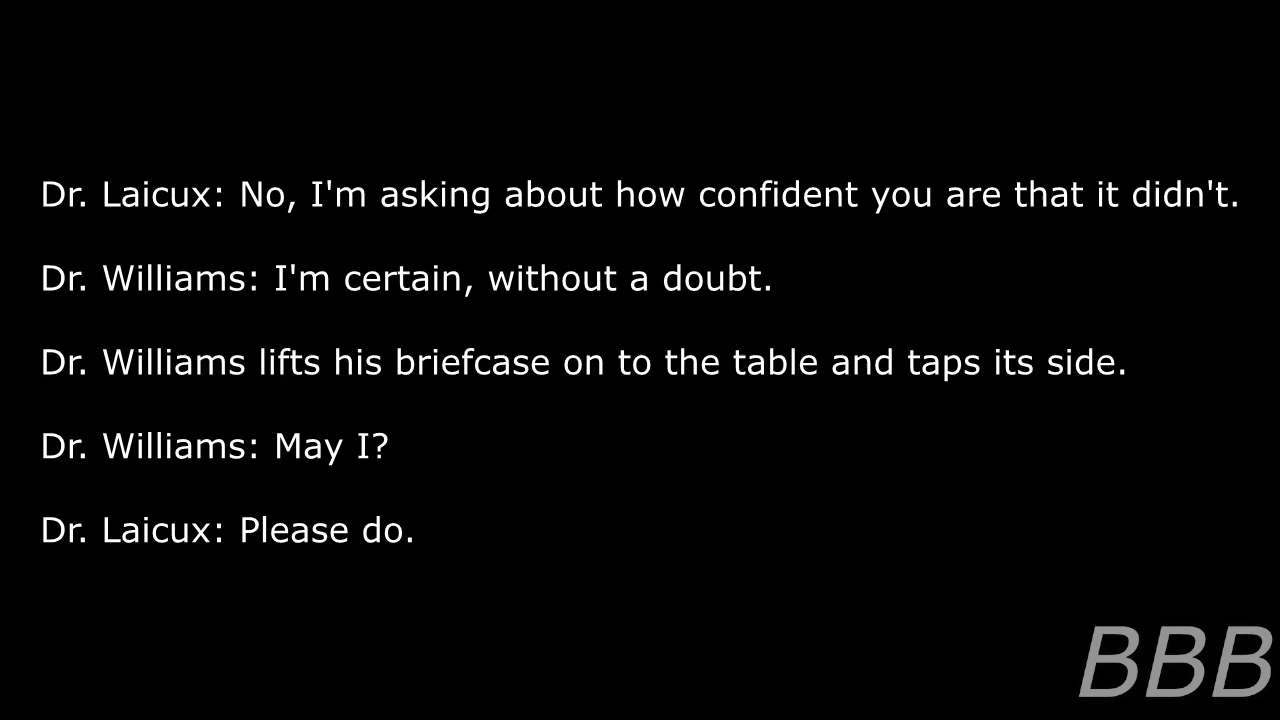 Dr. Laicux: No, I'm asking about how confident you are that it didn't.
Dr. Williams: I'm certain, without a doubt.
Dr. Williams lifts his briefcase on to the table and taps its side.
Dr. Williams: May I?
Dr. Laicux: Please do.
BBB